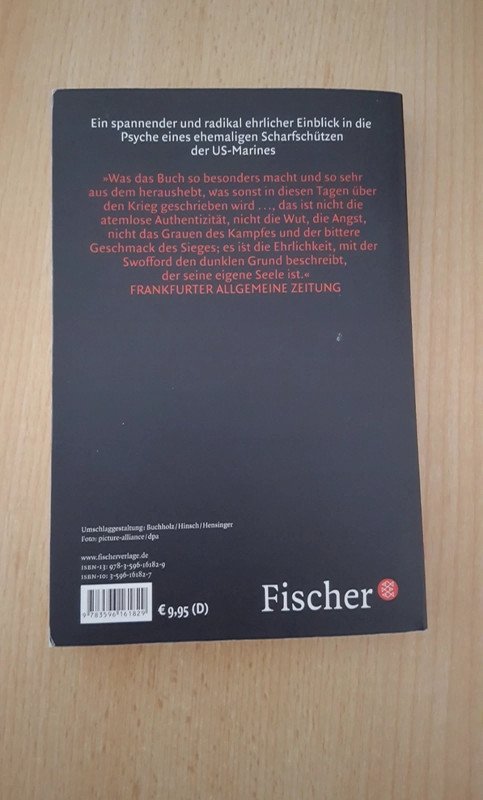 Ein spannender und radikal ehrlicher Einblick in die
Psyche eines ehemaligen Scharfschützen
der US-Marines
»Was das Buch so besonders macht und so sehr
aus dem heraushebt, was sonst in diesen Tagen über
den Krieg geschrieben wird ..., das ist nicht die
atemlose Authentizität, nicht die Wut, die Angst,
nicht das Grauen des Kampfes und der bittere
Geschmack des Sieges; es ist die Ehrlichkeit, mit der
Swofford den dunklen Grund beschreibt,
der seine eigene Seele ist.«
FRANKFURTER ALLGEMEINE ZEITUNG
Umschlaggestaltung: Buchholz / Hinsch / Hensinger
Foto: picture-alliance / dpa
www.fischerverlage.de
ISBN-13: 978-3-596-16182-9
ISBN-10: 3-596-16182-7
9 783596 161829
€ 9,95 (D)
Fischer